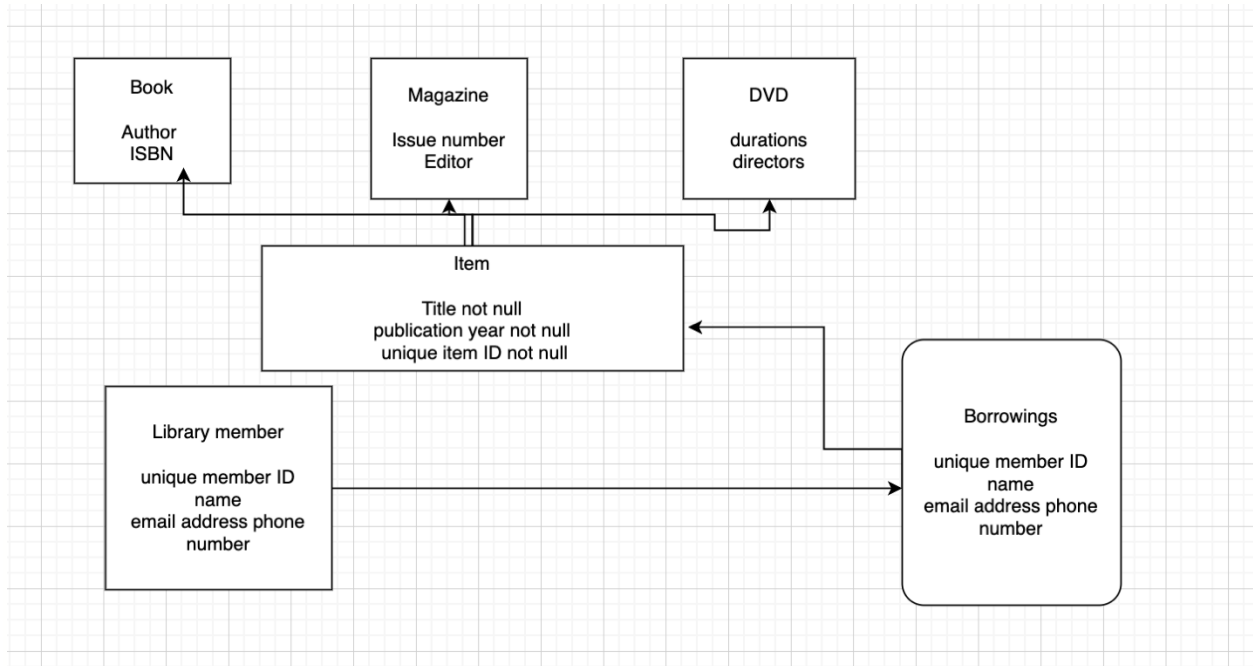 Book
Author
ISBN
Magazine
Issue number
Editor
DVD
durations
directors
Item
Title not null
publication year not null
unique item ID not null
Library member
unique member ID
name
email address phone
number
Borrowings
unique member ID
name
email address phone
number